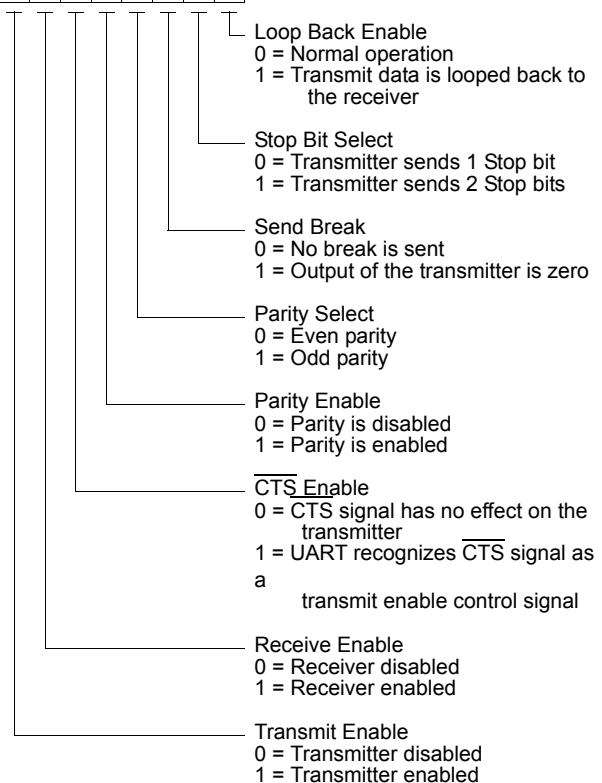 Loop Back Enable
0 = Normal operation
1 = Transmit data is looped back to
the receiver
Stop Bit Select
0 = Transmitter sends 1 Stop bit
1 = Transmitter sends 2 Stop bits
Send Break
0 = No break is sent
1 = Output of the transmitter is zero
Parity Select
0 = Even parity
1 = Odd parity
Parity Enable
0 = Parity is disabled
1 = Parity is enabled
CTS Enable
0 = CTS signal has no effect on the
transmitter
1 = UART recognizes CTS signal as
a
transmit enable control signal
Receive Enable
0 = Receiver disabled
1 = Receiver enabled
Transmit Enable
0 = Transmitter disabled
1 = Transmitter enabled